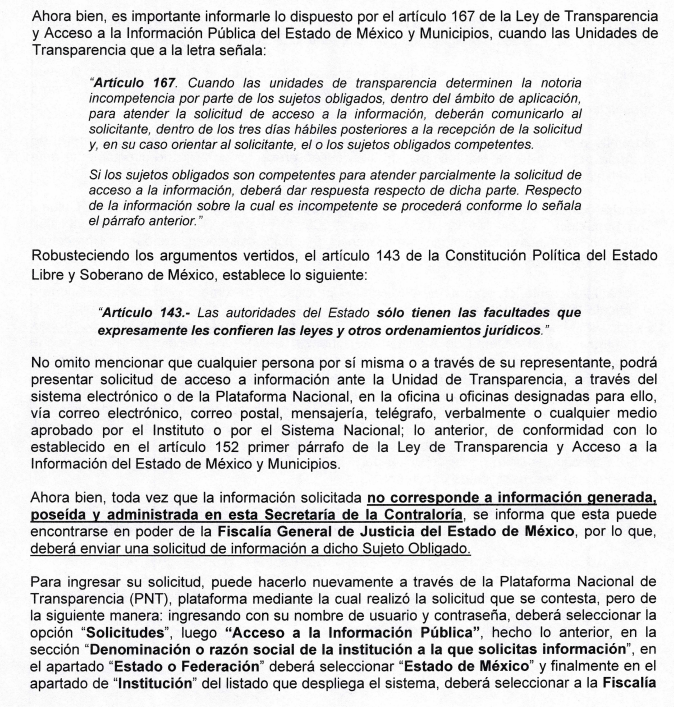 Ahora bien, es importante informarle lo dispuesto por el artículo 167 de la Ley de Transparencia
y Acceso a la Información Pública del Estado de México y Municipios, cuando las Unidades de
Transparencia que a la letra señala:
“Artículo 167. Cuando las unidades de transparencia determinen la notoria
incompetencia por parte de los sujetos obligados, dentro del ámbito de aplicación,
para atender la solicitud de acceso a la información, deberán comunicarlo al
solicitante, dentro de los tres días hábiles posteriores a la recepción de la solicitud
y, en su caso orientar al solicitante, el o los sujetos obligados competentes.
Si los sujetos obligados son competentes para atender parcialmente la solicitud de
acceso a la información, deberá dar respuesta respecto de dicha parte. Respecto
de la información sobre la cual es incompetente se procederá conforme lo señala
el párrafo anterior.”
Robusteciendo los argumentos vertidos, el artículo 143 de la Constitución Política del Estado
Libre y Soberano de México, establece lo siguiente:
“Artículo 143.- Las autoridades del Estado sólo tienen las facultades que
expresamente les confieren las leyes y otros ordenamientos jurídicos.”
No omito mencionar que cualquier persona por sí misma o a través de su representante, podrá
presentar solicitud de acceso a información ante la Unidad de Transparencia, a través del
sistema electrónico o de la Plataforma Nacional, en la oficina u oficinas designadas para ello,
vía correo electrónico, correo postal, mensajería, telégrafo, verbalmente o cualquier medio
aprobado por el Instituto o por el Sistema Nacional; lo anterior, de conformidad con lo
establecido en el artículo 152 primer párrafo de la Ley de Transparencia y Acceso a la
Información del Estado de México y Municipios.
Ahora bien, toda vez que la información solicitada no corresponde a información generada,
poseída y administrada en esta Secretaría de la Contraloría, se informa que esta puede
encontrarse en poder de la Fiscalía General de Justicia del Estado de México, por lo que,
deberá enviar una solicitud de información a dicho Sujeto Obligado.
Para ingresar su solicitud, puede hacerlo nuevamente a través de la Plataforma Nacional de
Transparencia (PNT), plataforma mediante la cual realizó la solicitud que se contesta, pero de
la siguiente manera: ingresando con su nombre de usuario y contraseña, deberá seleccionar la
opción “Solicitudes”, luego “Acceso a la Información Pública”, hecho lo anterior, en la
sección “Denominación o razón social de la institución a la que solicitas información”, en
el apartado “Estado o Federación” deberá seleccionar “Estado de México” y finalmente en el
apartado de “Institución” del listado que despliega el sistema, deberá seleccionar a la Fiscalía